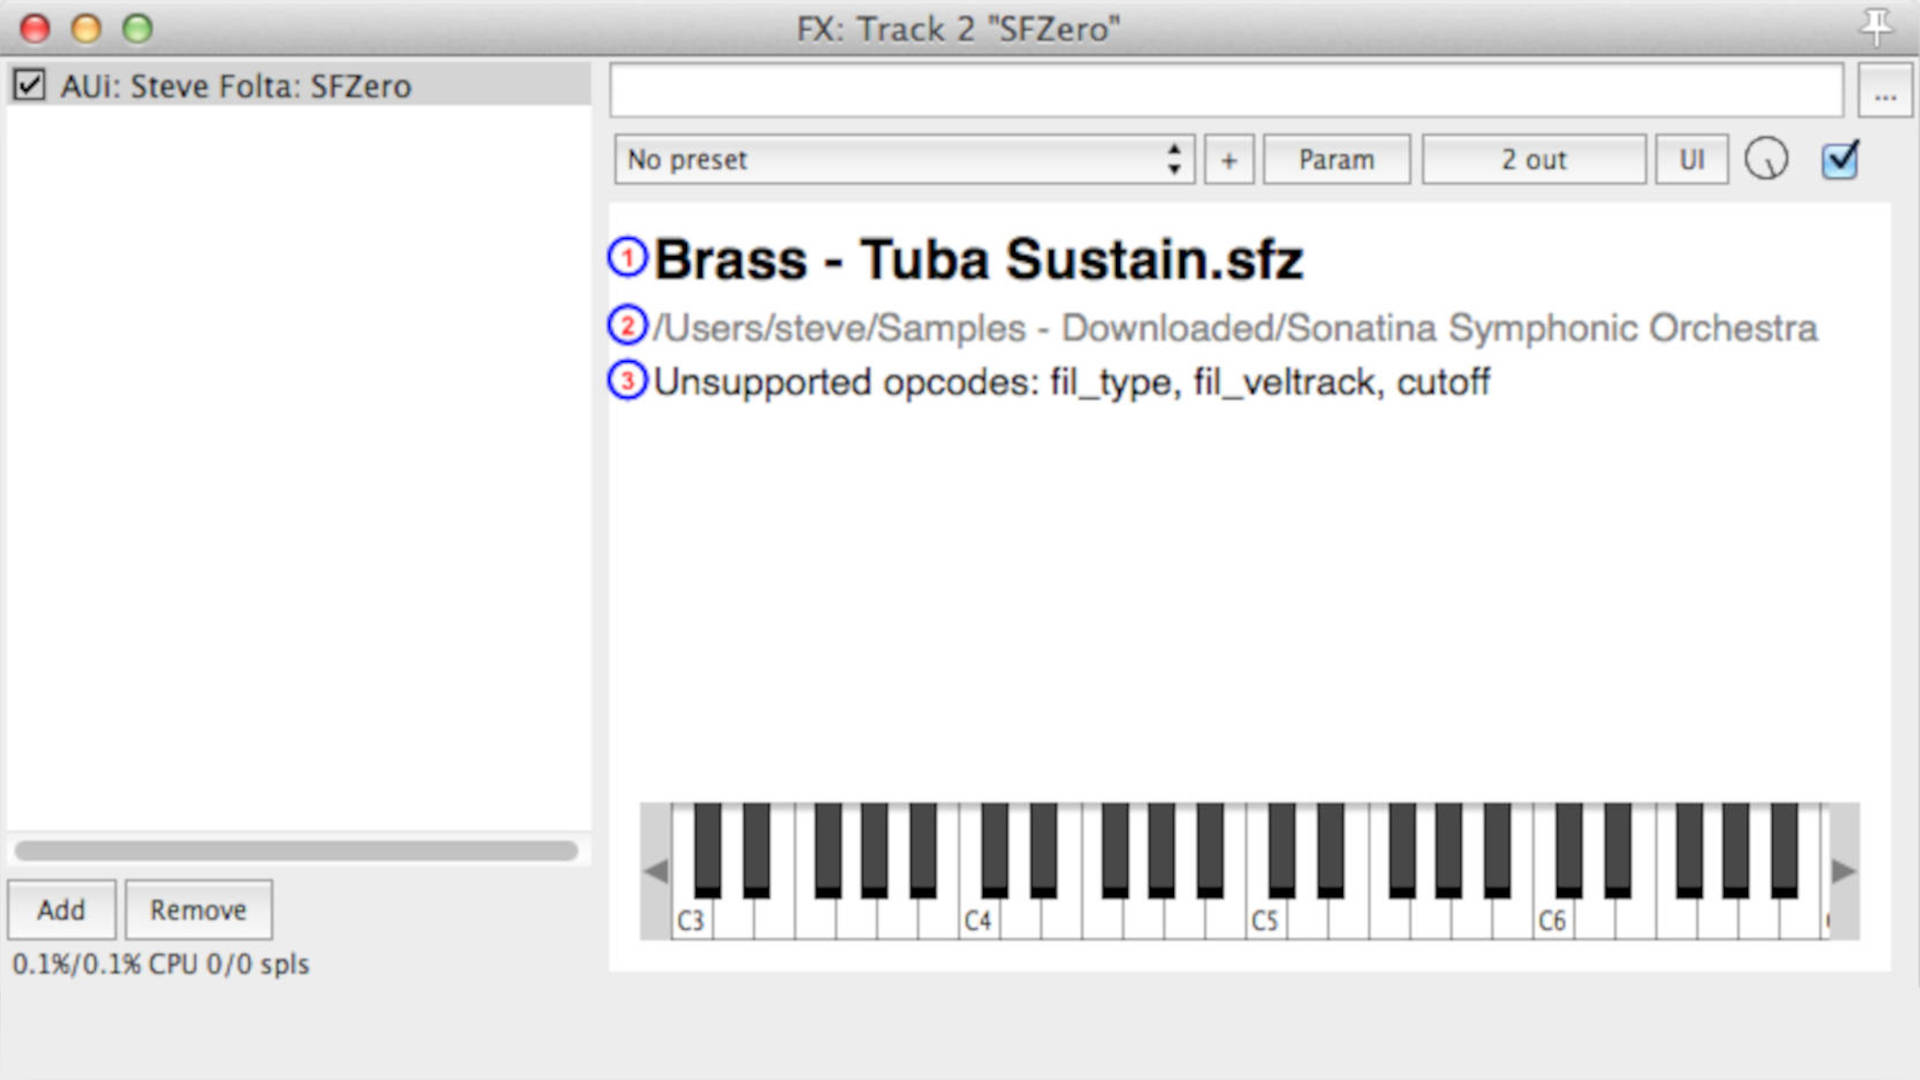 FX: Track 2 "SFZero"
AUi: Steve Folta: SFZero
...
No preset + Param 2 out UI
1 Brass - Tuba Sustain.sfz
2 /Users/steve/Samples - Downloaded/Sonatina Symphonic Orchestra
3 Unsupported opcodes: fil_type, fil_veltrack, cutoff
C3 C4 C5 C6
Add Remove
0.1%/0.1% CPU 0/0 spls